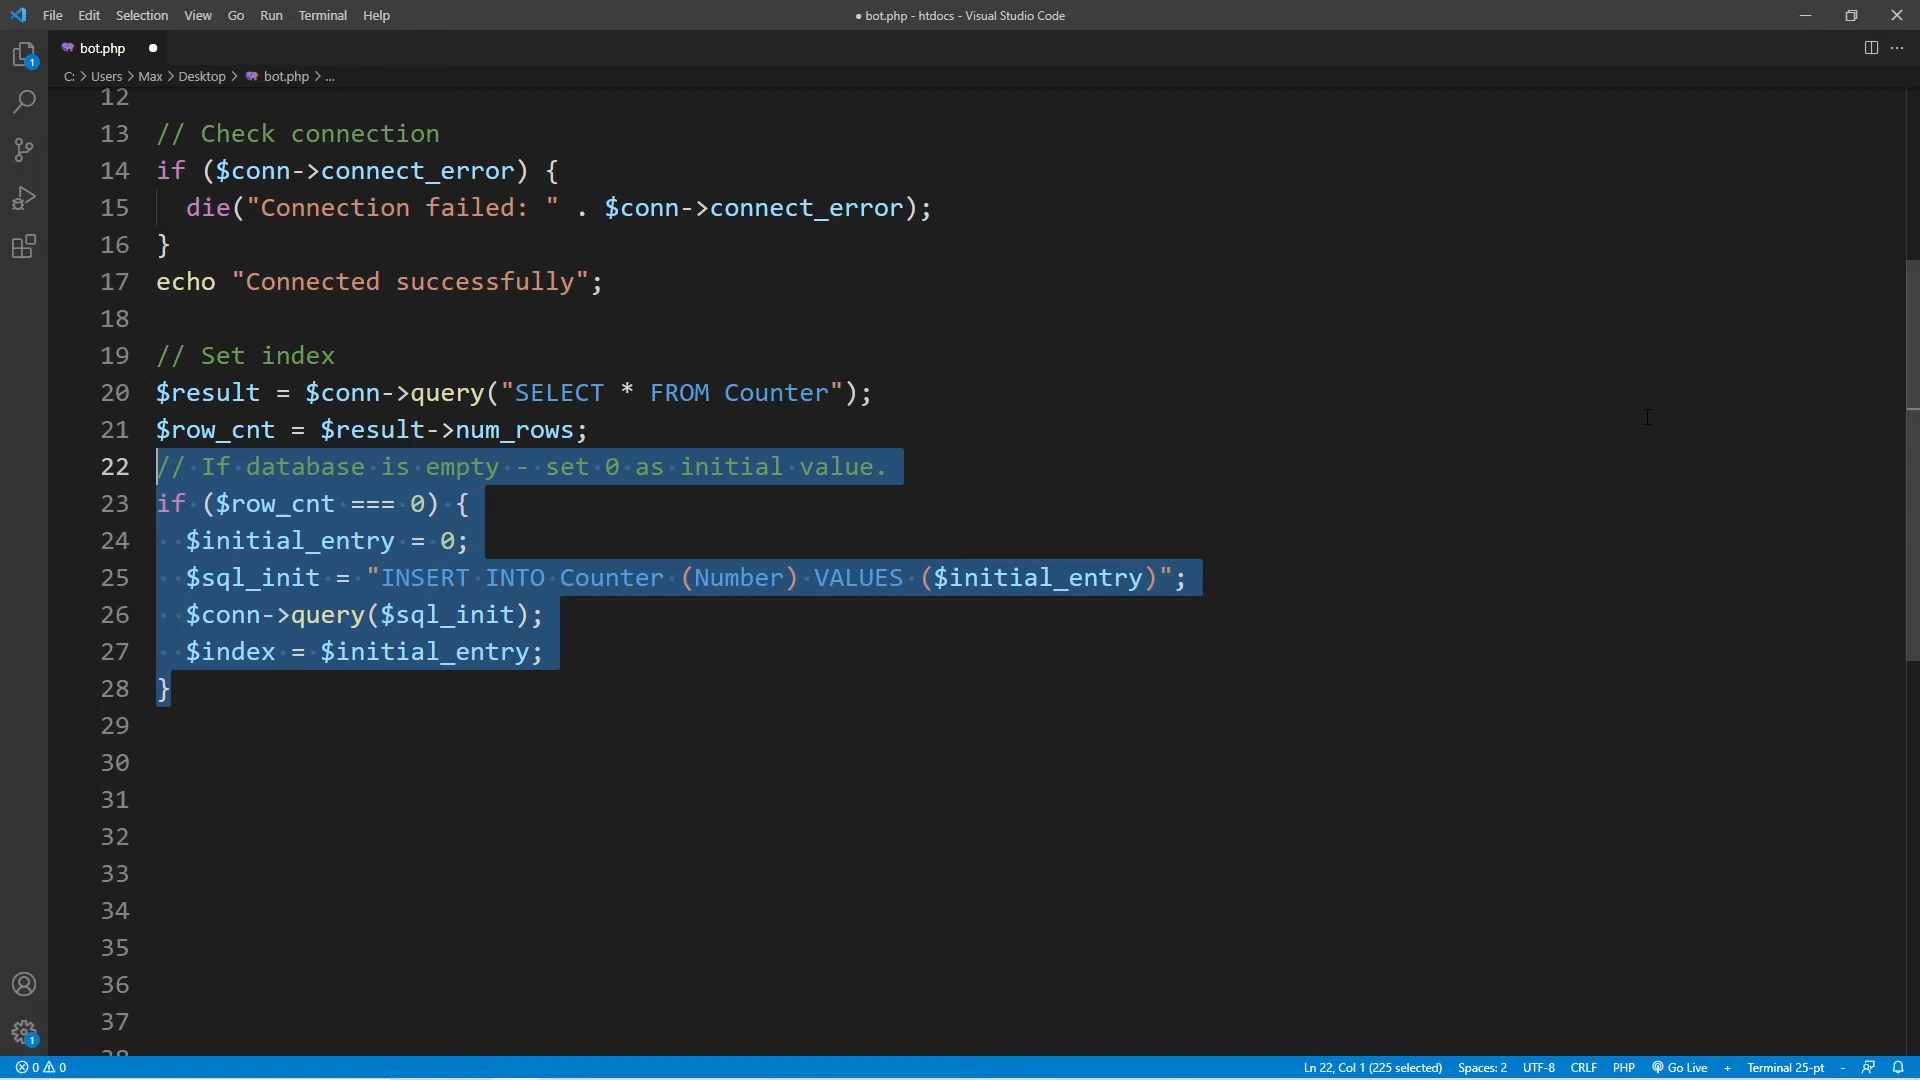 File Edit Selection View Go Run Terminal Help ● bot.php - htdocs - Visual Studio Code
bot.php ●
1
C: > Users > Max > Desktop > bot.php > ...
12
13 // Check connection
14 if ($conn->connect_error) {
15 die("Connection failed: " . $conn->connect_error);
16 }
17 echo "Connected successfully";
18
19 // Set index
20 $result = $conn->query("SELECT * FROM Counter");
21 $row_cnt = $result->num_rows;
22 // If database is empty - set 0 as initial value.
23 if ($row_cnt === 0) {
24 $initial_entry = 0;
25 $sql_init = "INSERT INTO Counter (Number) VALUES ($initial_entry)";
26 $conn->query($sql_init);
27 $index = $initial_entry;
28 }
29
30
31
32
33
34
35
36
37
38
1
0 0 Ln 22, Col 1 (225 selected) Spaces: 2 UTF-8 CRLF PHP Go Live + Terminal 25-pt -